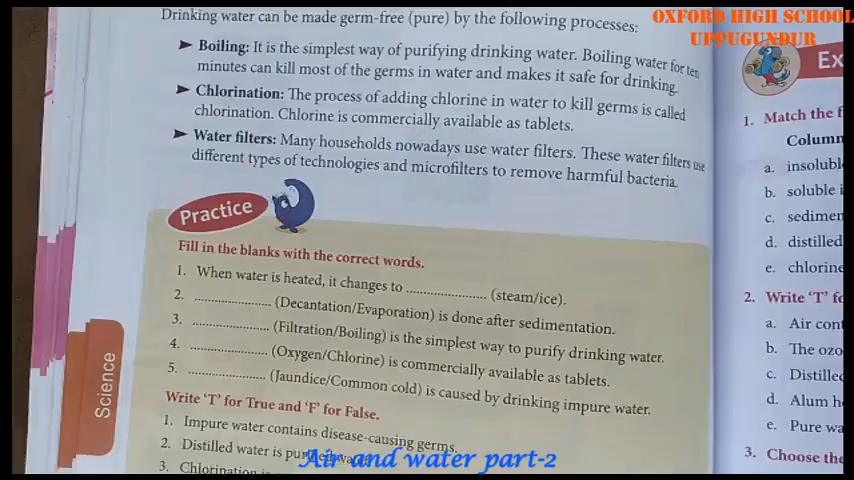 Drinking water can be made germ-free (pure) by the following processes:
➤ Boiling: It is the simplest way of purifying drinking water. Boiling water for ten
minutes can kill most of the germs in water and makes it safe for drinking.
➤ Chlorination: The process of adding chlorine in water to kill germs is called
chlorination. Chlorine is commercially available as tablets.
➤ Water filters: Many households nowadays use water filters. These water filters use
different types of technologies and microfilters to remove harmful bacteria.
Practice
Fill in the blanks with the correct words.
1. When water is heated, it changes to ...................... (steam/ice).
2. ..................... (Decantation/Evaporation) is done after sedimentation.
3. ..................... (Filtration/Boiling) is the simplest way to purify drinking water.
4. ..................... (Oxygen/Chlorine) is commercially available as tablets.
5. ..................... (Jaundice/Common cold) is caused by drinking impure water.
Write 'T' for True and 'F' for False.
1. Impure water contains disease-causing germs.
2. Distilled water is
3. Chlorination
Science
OXFORD HIGH SCHOOL
UPPUGUNDUR
Ex
1. Match the f
Column
a. insolubl
b. soluble i
c. sedimen
d. distilled
e. chlorine
2. Write 'T' fo
a. Air cont
b. The ozo
c. Distilled
d. Alum h
e. Pure wa
3. Choose the
Air and water part-2